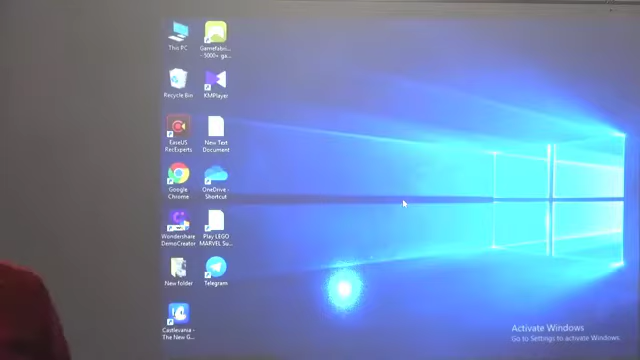 This PC
Gamefabri...
- 5000+ ga...
Recycle Bin
KMPlayer
EaseUS
RecExperts
New Text
Document
Google
Chrome
OneDrive -
Shortcut
Wondershare
DemoCreator
Play LEGO
MARVEL Su...
New folder
Telegram
Castlevania -
The New G...
Activate Windows
Go to Settings to activate Windows.